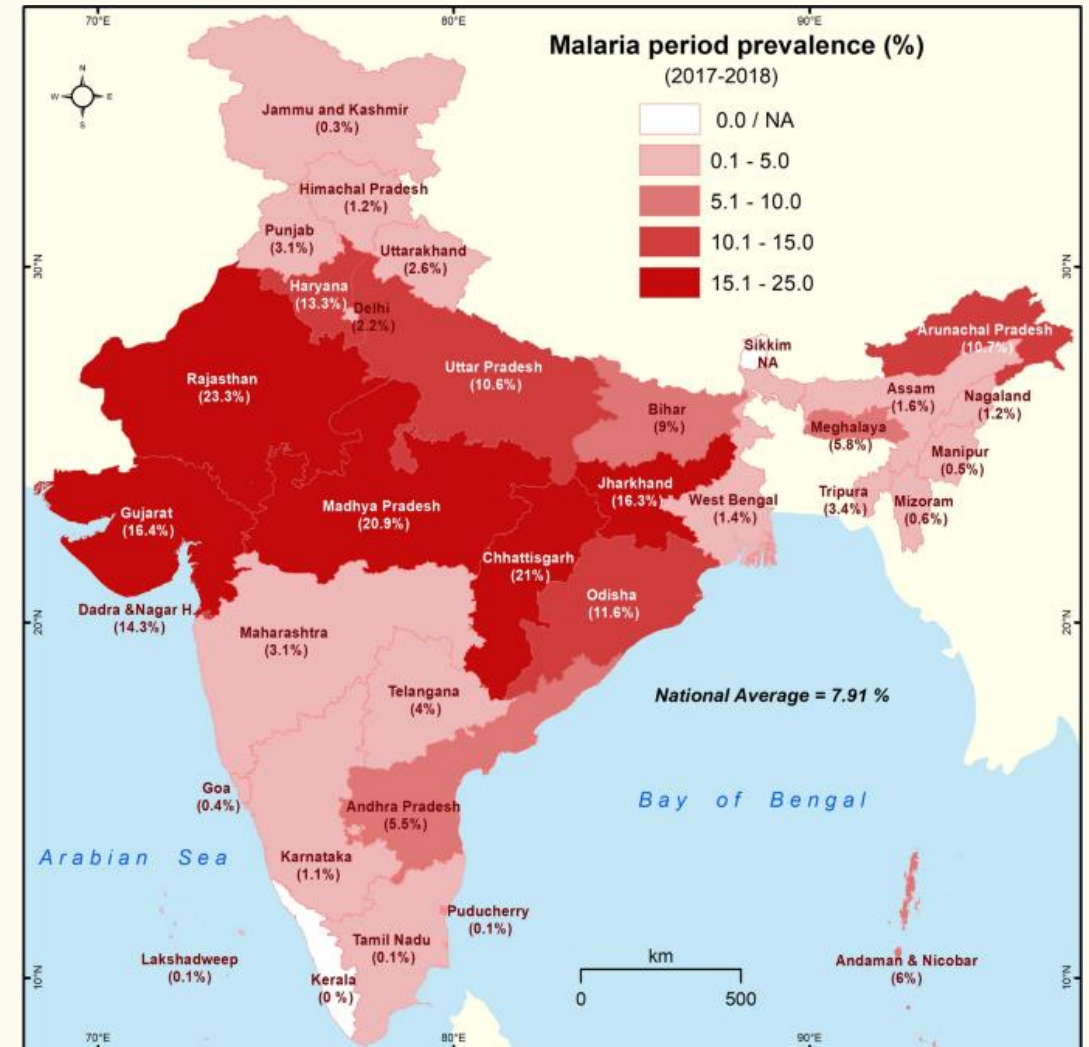 70°E
80°E
90°E
Malaria period prevalence (%)
(2017-2018)
0.0 / NA
0.1 - 5.0
5.1 - 10.0
10.1 - 15.0
15.1 - 25.0
N
W
E
S
Jammu and Kashmir
(0.3%)
Himachal Pradesh
(1.2%)
Punjab
(3.1%)
Uttarakhand
(2.6%)
30°N
30°N
Haryana
(13.3%)
Delhi
(2.2%)
Arunachal Pradesh
(10.7%)
Sikkim
NA
Rajasthan
(23.3%)
Uttar Pradesh
(10.6%)
Assam
(1.6%)
Nagaland
(1.2%)
Bihar
(9%)
Meghalaya
(5.8%)
Manipur
(0.5%)
Jharkhand
(16.3%)
West Bengal
(1.4%)
Tripura
(3.4%)
Mizoram
(0.6%)
Gujarat
(16.4%)
Madhya Pradesh
(20.9%)
Chhattisgarh
(21%)
Odisha
(11.6%)
Dadra &Nagar H.
(14.3%)
20°N
20°N
Maharashtra
(3.1%)
Telangana
(4%)
National Average = 7.91 %
Goa
(0.4%)
Andhra Pradesh
(5.5%)
Bay of Bengal
Arabian Sea
Karnataka
(1.1%)
Puducherry
(0.1%)
Tamil Nadu
(0.1%)
Lakshadweep
(0.1%)
Kerala
(0 %)
km
0
500
Andaman & Nicobar
(6%)
10°N
10°N
70°E
80°E
90°E